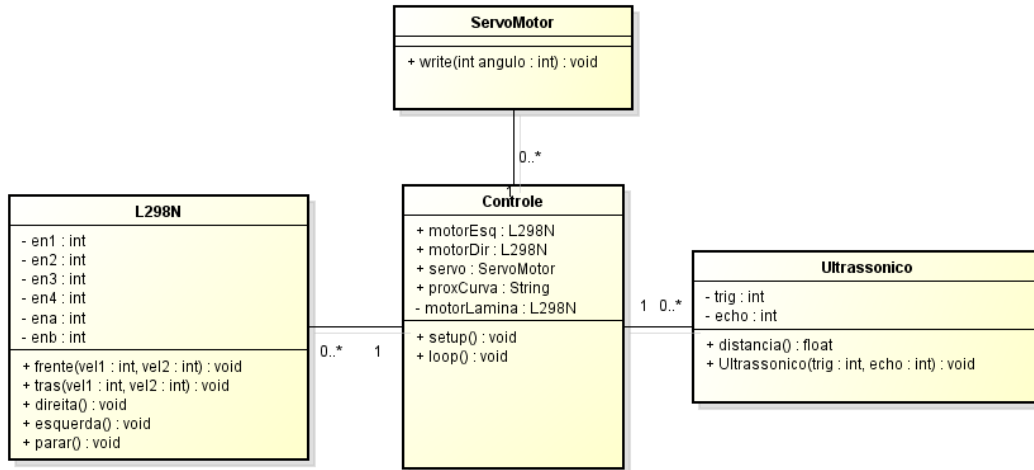 ServoMotor
+ write(int angulo : int) : void
0..*
1
L298N
- en1 : int
- en2 : int
- en3 : int
- en4 : int
- ena : int
- enb : int
+ frente(vel1 : int, vel2 : int) : void
+ tras(vel1 : int, vel2 : int) : void
+ direita() : void
+ esquerda() : void
+ parar() : void
0..* 1
Controle
+ motorEsq : L298N
+ motorDir : L298N
+ servo : ServoMotor
+ proxCurva : String
- motorLamina : L298N
+ setup() : void
+ loop() : void
1 0..*
Ultrassonico
- trig : int
- echo : int
+ distancia() : float
+ Ultrassonico(trig : int, echo : int) : void